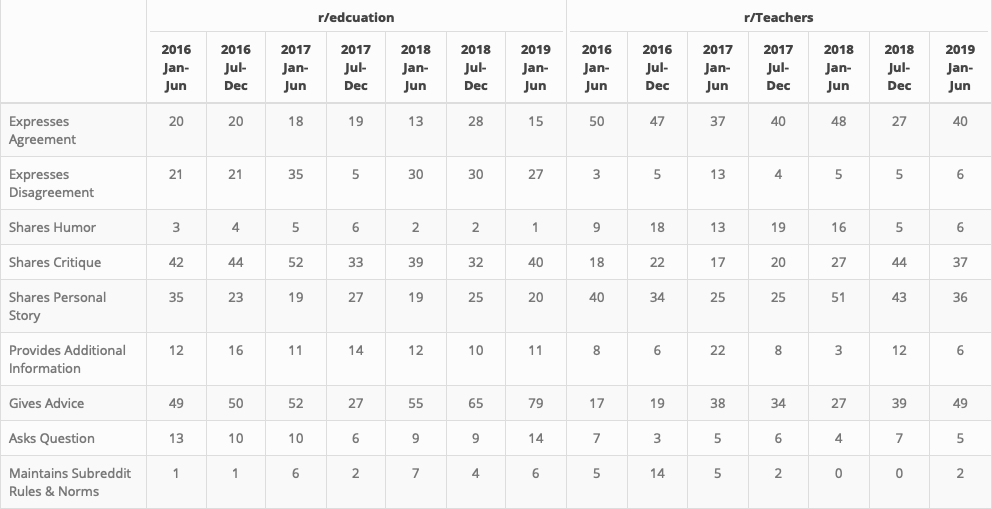 r/edcuation r/Teachers
2016 2016 2017 2017 2018 2018 2019 2016 2016 2017 2017 2018 2018 2019
Jan- Jul- Jan- Jul- Jan- Jul- Jan- Jan- Jul- Jan- Jul- Jan- Jul- Jan-
Jun Dec Jun Dec Jun Dec Jun Jun Dec Jun Dec Jun Dec Jun
Expresses 20 20 18 19 13 28 15 50 47 37 40 48 27 40
Agreement
Expresses 21 21 35 5 30 30 27 3 5 13 4 5 5 6
Disagreement
Shares Humor 3 4 5 6 2 2 1 9 18 13 19 16 5 6
Shares Critique 42 44 52 33 39 32 40 18 22 17 20 27 44 37
Shares Personal 35 23 19 27 19 25 20 40 34 25 25 51 43 36
Story
Provides Additional 12 16 11 14 12 10 11 8 6 22 8 3 12 6
Information
Gives Advice 49 50 52 27 55 65 79 17 19 38 34 27 39 49
Asks Question 13 10 10 6 9 9 14 7 3 5 6 4 7 5
Maintains Subreddit 1 1 6 2 7 4 6 5 14 5 2 0 0 2
Rules & Norms